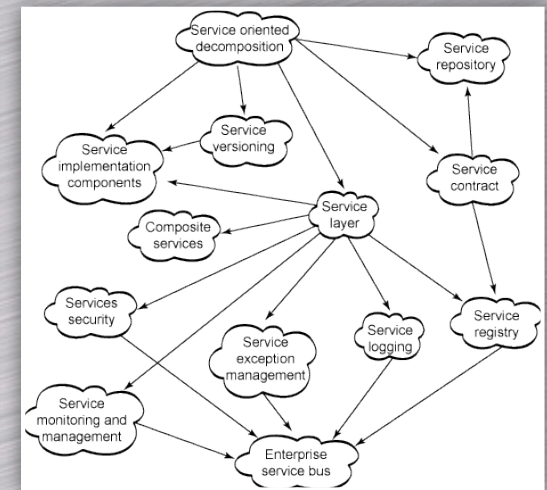 Service oriented
decomposition
Service
repository
Service
versioning
Service
implementation
components
Service
contract
Service
layer
Composite
services
Services
security
Service
exception
management
Service
logging
Service
registry
Service
monitoring and
management
Enterprise
service bus